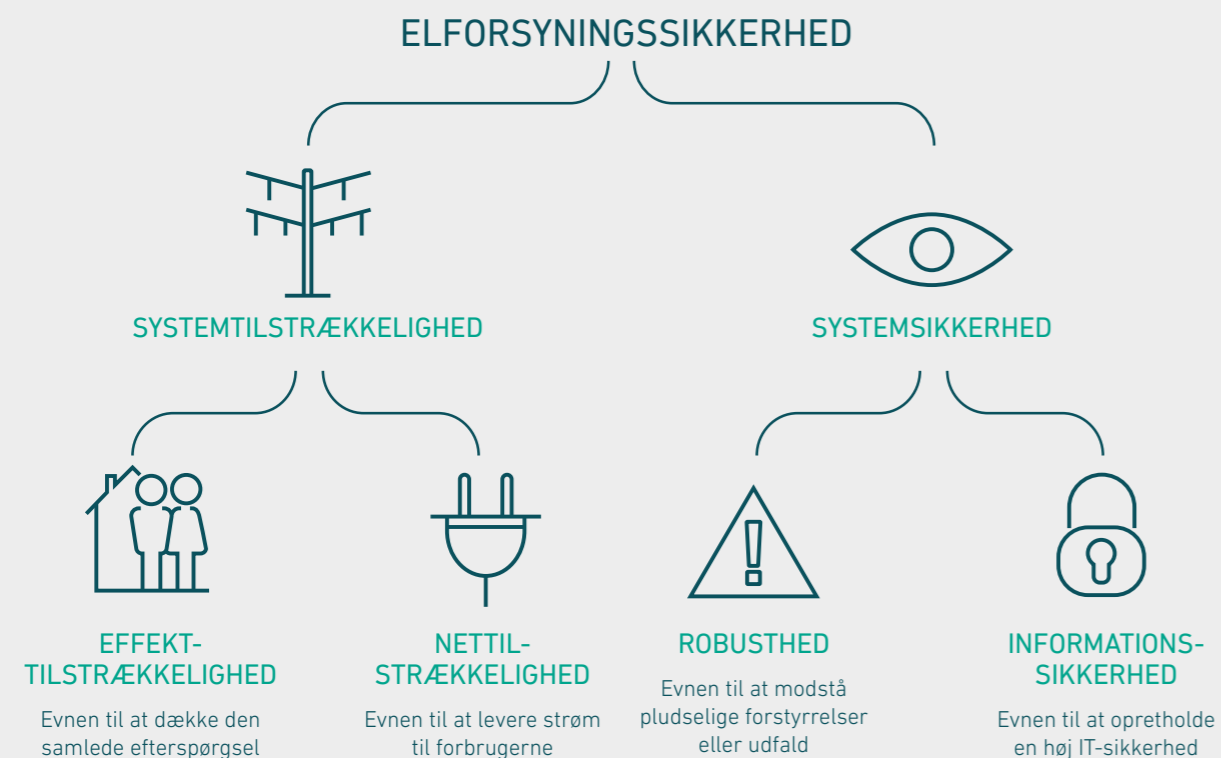 ELFORSYNINGSSIKKERHED
SYSTEMTILSTRÆKKELIGHED
SYSTEMSIKKERHED
EFFEKT-
TILSTRÆKKELIGHED
Evnen til at dække den
samlede efterspørgsel
NETTIL-
STRÆKKELIGHED
Evnen til at levere strøm
til forbrugerne
ROBUSTHED
Evnen til at modstå
pludselige forstyrrelser
eller udfald
INFORMATIONS-
SIKKERHED
Evnen til at opretholde
en høj IT-sikkerhed